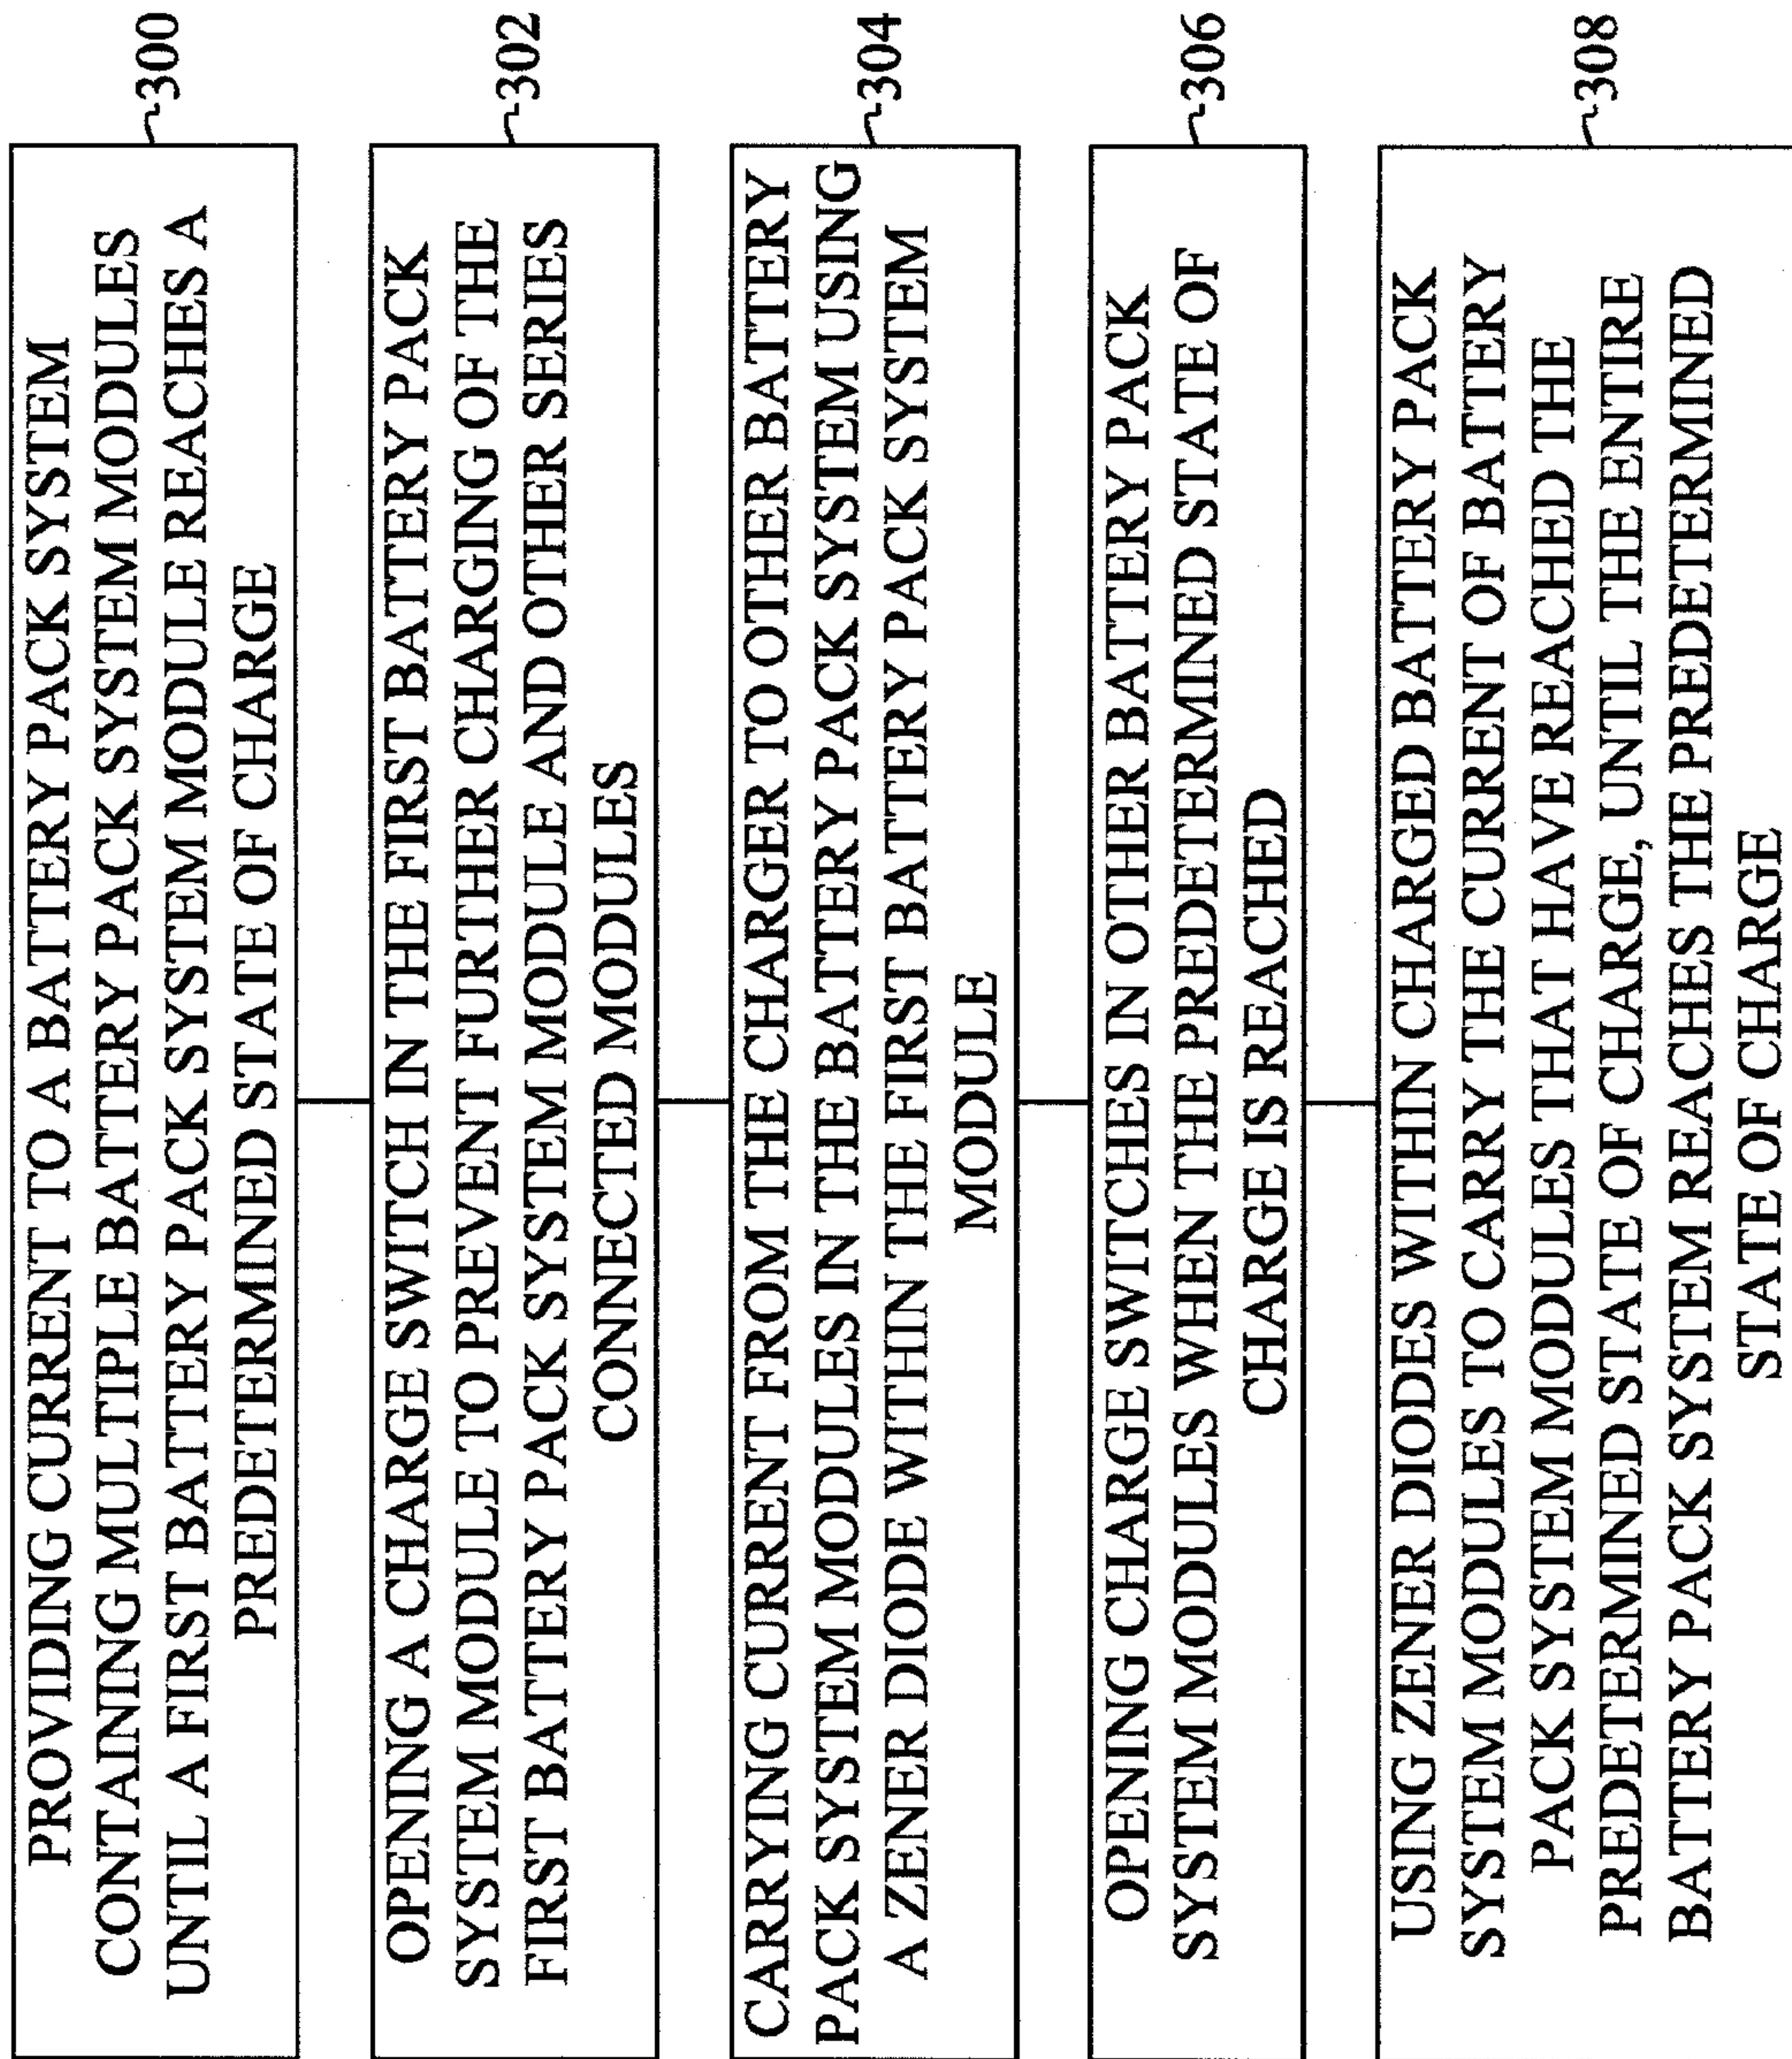 PROVIDING CURRENT TO A BATTERY PACK SYSTEM
CONTAINING MULTIPLE BATTERY PACK SYSTEM MODULES
UNTIL A FIRST BATTERY PACK SYSTEM MODULE REACHES A
PREDETERMINED STATE OF CHARGE
300
OPENING A CHARGE SWITCH IN THE FIRST BATTERY PACK
SYSTEM MODULE TO PREVENT FURTHER CHARGING OF THE
FIRST BATTERY PACK SYSTEM MODULE AND OTHER SERIES
CONNECTED MODULES
302
CARRYING CURRENT FROM THE CHARGER TO OTHER BATTERY
PACK SYSTEM MODULES IN THE BATTERY PACK SYSTEM USING
A ZENER DIODE WITHIN THE FIRST BATTERY PACK SYSTEM
MODULE
304
OPENING CHARGE SWITCHES IN OTHER BATTERY PACK
SYSTEM MODULES WHEN THE PREDETERMINED STATE OF
CHARGE IS REACHED
306
USING ZENER DIODES WITHIN CHARGED BATTERY PACK
SYSTEM MODULES TO CARRY THE CURRENT OF BATTERY
PACK SYSTEM MODULES THAT HAVE REACHED THE
PREDETERMINED STATE OF CHARGE, UNTIL THE ENTIRE
BATTERY PACK SYSTEM REACHES THE PREDETERMINED
STATE OF CHARGE
308